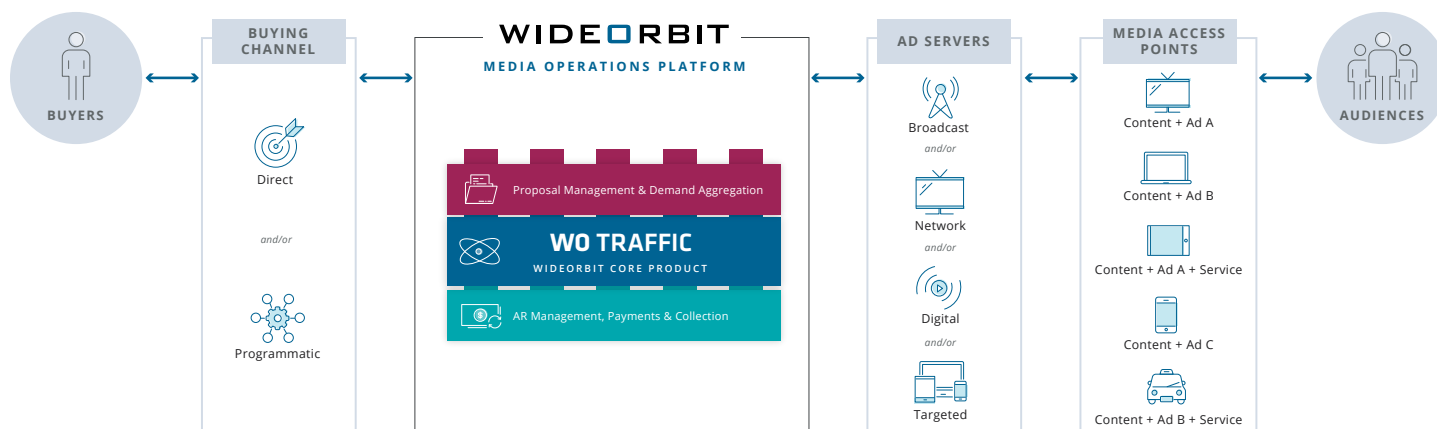 BUYERS
BUYING
CHANNEL
Direct
and/or
Programmatic
WIDEORBIT
MEDIA OPERATIONS PLATFORM
Proposal Management & Demand Aggregation
WO TRAFFIC
WIDEORBIT CORE PRODUCT
AR Management, Payments & Collection
AD SERVERS
Broadcast
and/or
Network
and/or
Digital
and/or
Targeted
MEDIA ACCESS
POINTS
Content + Ad A
Content + Ad B
Content + Ad A + Service
Content + Ad C
Content + Ad B + Service
AUDIENCES